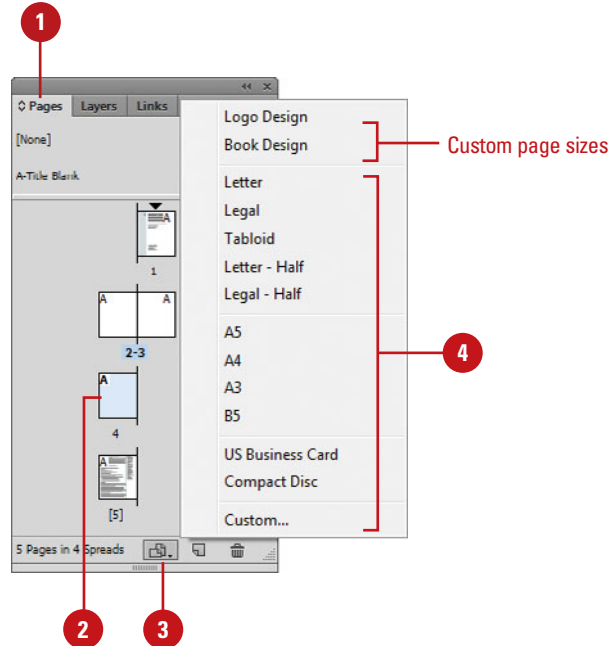 1
Pages Layers Links
[None]
A-Title Blank
A
1
A A
2-3
A
4
A
[5]
5 Pages in 4 Spreads
Logo Design
Book Design
Custom page sizes
Letter
Legal
Tabloid
Letter - Half
Legal - Half
A5
A4
A3
B5
US Business Card
Compact Disc
Custom...
4
2
3